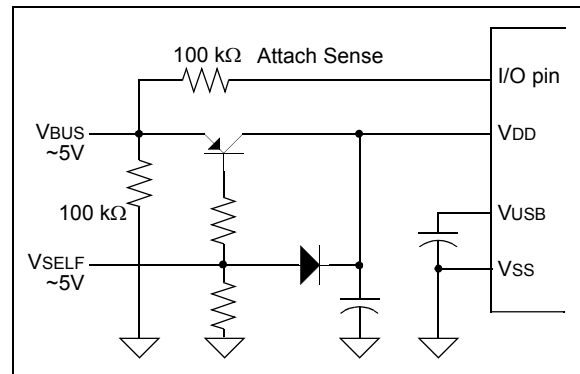 100 kΩ Attach Sense
I/O pin
VBUS
~5V
VDD
100 kΩ
VUSB
VSELF
~5V
VSS